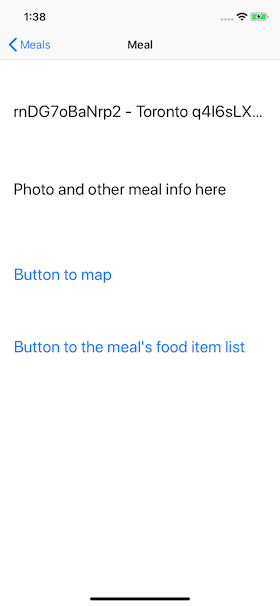 1:38
Meals
Meal
rnDG7oBaNrp2 - Toronto q4I6sLX...
Photo and other meal info here
Button to map
Button to the meal's food item list